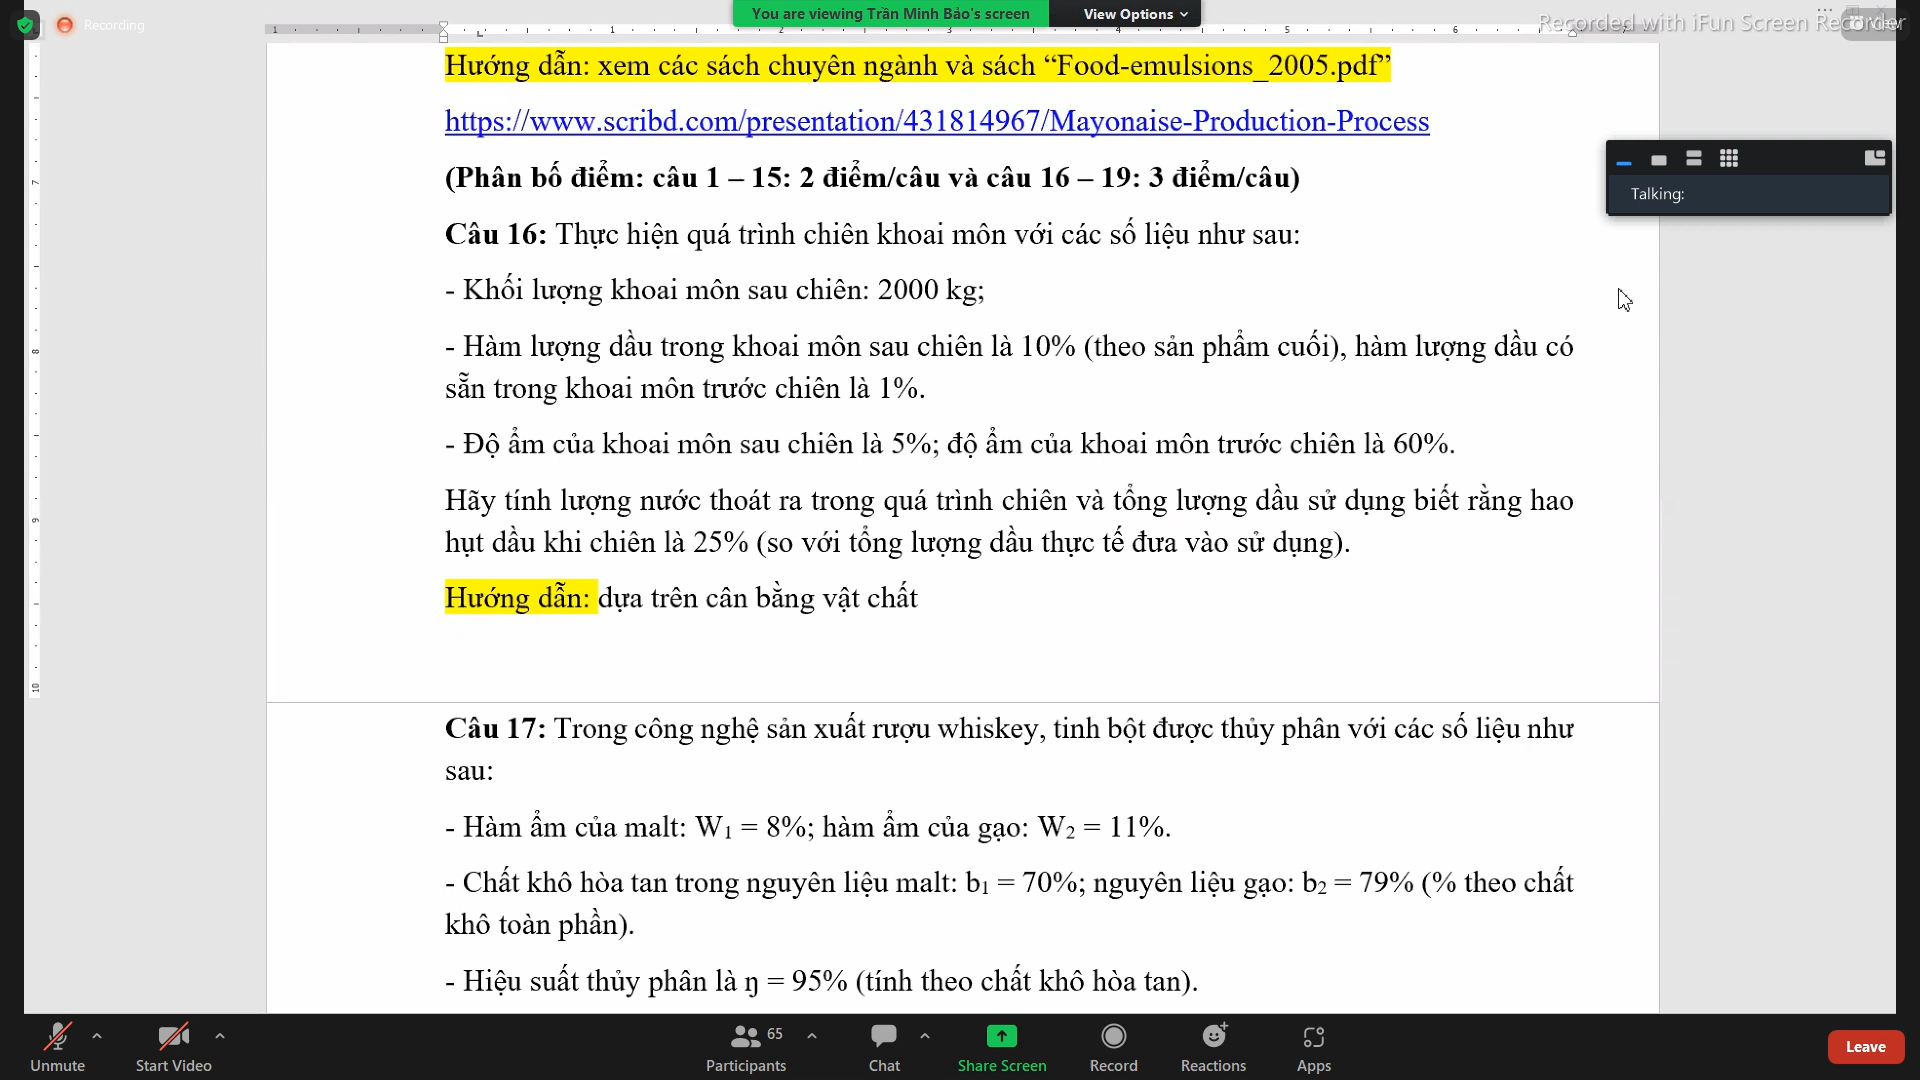 Recording
You are viewing Trần Minh Bảo's screen
View Options
Recorded with iFun Screen Recorder
Hướng dẫn: xem các sách chuyên ngành và sách “Food-emulsions_2005.pdf”
https://www.scribd.com/presentation/431814967/Mayonaise-Production-Process
(Phân bố điểm: câu 1 – 15: 2 điểm/câu và câu 16 – 19: 3 điểm/câu)
Talking:
Câu 16: Thực hiện quá trình chiên khoai môn với các số liệu như sau:
- Khối lượng khoai môn sau chiên: 2000 kg;
- Hàm lượng dầu trong khoai môn sau chiên là 10% (theo sản phẩm cuối), hàm lượng dầu có
sẵn trong khoai môn trước chiên là 1%.
- Độ ẩm của khoai môn sau chiên là 5%; độ ẩm của khoai môn trước chiên là 60%.
Hãy tính lượng nước thoát ra trong quá trình chiên và tổng lượng dầu sử dụng biết rằng hao
hụt dầu khi chiên là 25% (so với tổng lượng dầu thực tế đưa vào sử dụng).
Hướng dẫn: dựa trên cân bằng vật chất
Câu 17: Trong công nghệ sản xuất rượu whiskey, tinh bột được thủy phân với các số liệu như
sau:
- Hàm ẩm của malt: W₁ = 8%; hàm ẩm của gạo: W₂ = 11%.
- Chất khô hòa tan trong nguyên liệu malt: b₁ = 70%; nguyên liệu gạo: b₂ = 79% (% theo chất
khô toàn phần).
- Hiệu suất thủy phân là ŋ = 95% (tính theo chất khô hòa tan).
Unmute
Start Video
65
Participants
Chat
Share Screen
Record
Reactions
Apps
Leave